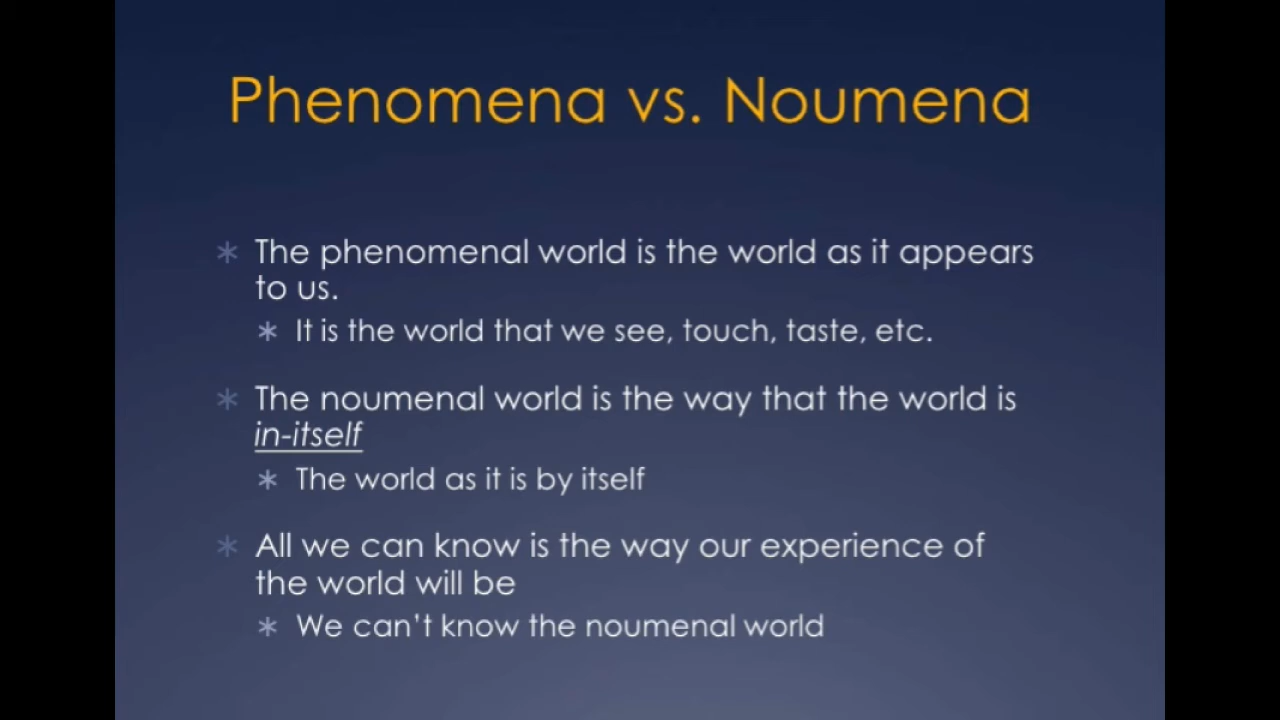 Phenomena vs. Noumena
* The phenomenal world is the world as it appears
to us.
* It is the world that we see, touch, taste, etc.
* The noumenal world is the way that the world is
in-itself
* The world as it is by itself
* All we can know is the way our experience of
the world will be
* We can't know the noumenal world